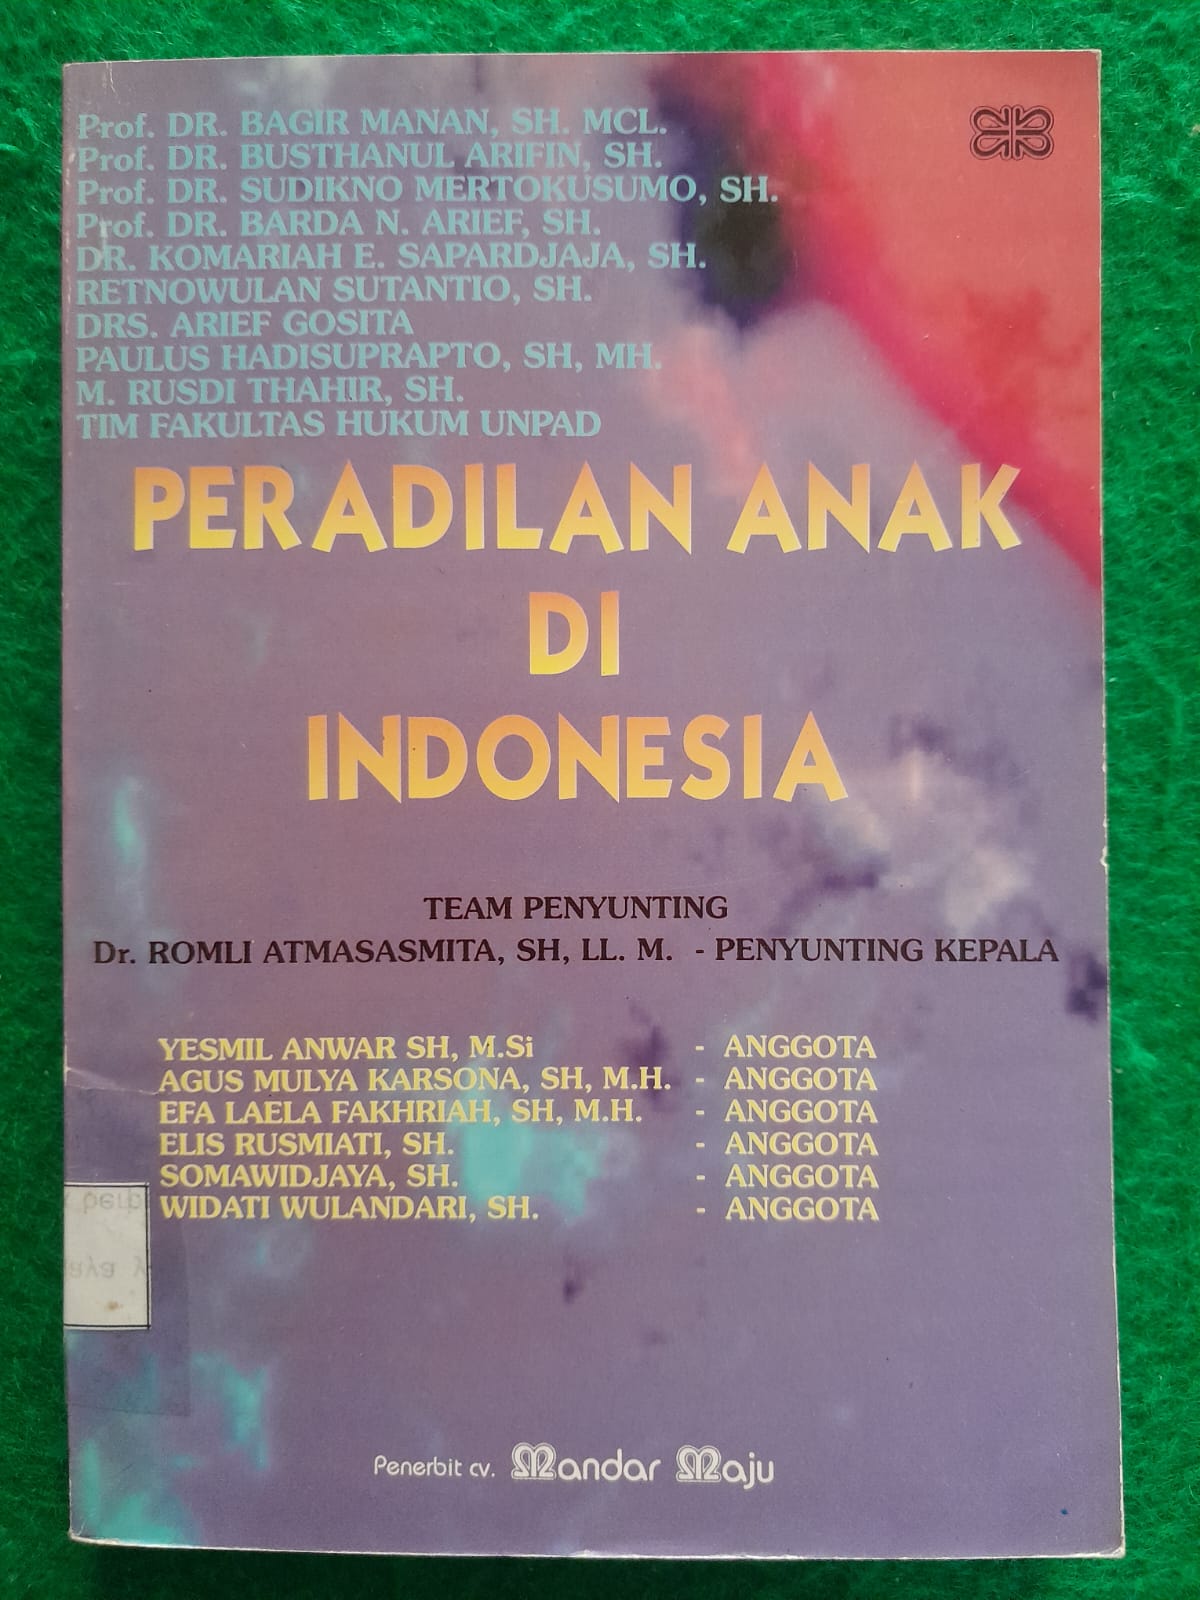 Prof. DR. BAGIR MANAN, SH. MCL.
Prof. DR. BUSTHANUL ARIFIN, SH.
Prof. DR. SUDIKNO MERTOKUSUMO, SH.
Prof. DR. BARDA N. ARIEF, SH.
DR. KOMARIAH E. SAPARDJAJA, SH.
RETNOWULAN SUTANTIO, SH.
DRS. ARIEF GOSITA
PAULUS HADISUPRAPTO, SH, MH.
M. RUSDI THAHIR, SH.
TIM FAKULTAS HUKUM UNPAD
PERADILAN ANAK
DI
INDONESIA
TEAM PENYUNTING
Dr. ROMLI ATMASASMITA, SH, LL. M. - PENYUNTING KEPALA
YESMIL ANWAR SH, M.Si - ANGGOTA
AGUS MULYA KARSONA, SH, M.H. - ANGGOTA
EFA LAELA FAKHRIAH, SH, M.H. - ANGGOTA
ELIS RUSMIATI, SH. - ANGGOTA
SOMAWIDJAYA, SH. - ANGGOTA
WIDATI WULANDARI, SH. - ANGGOTA
Penerbit cv. Mandar Maju